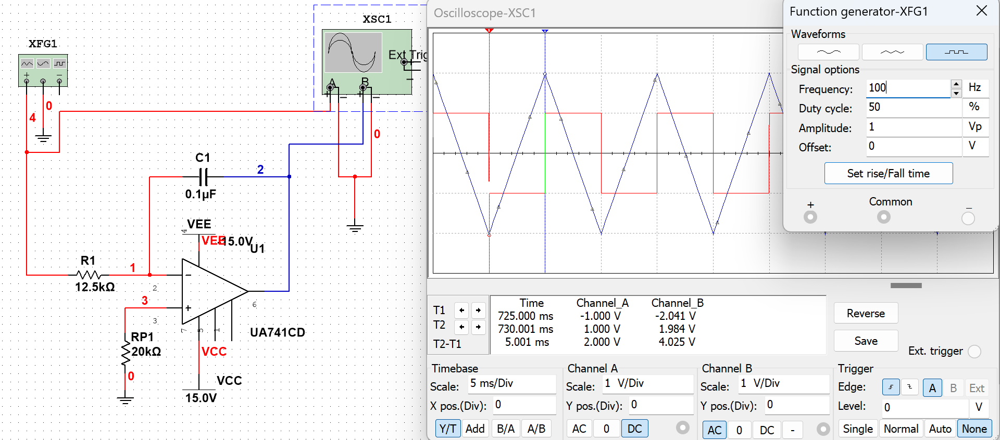 XFG1
+
−
4
0
XSC1
Ext Trig
+
−
A
B
+
−
+
−
0
C1
0.1µF
2
VEE
4
VEE
-15.0V
U1
R1
12.5kΩ
1
2
3
3
6
7
5
1
UA741CD
RP1
20kΩ
0
VCC
VCC
15.0V
Oscilloscope-XSC1
1
2
Time Channel_A Channel_B
T1 725.000 ms -1.000 V -2.041 V
T2 730.001 ms 1.000 V 1.984 V
T2-T1 5.001 ms 2.000 V 4.025 V
Reverse
Save
Ext. trigger
Timebase
Scale: 5 ms/Div
X pos.(Div): 0
Y/T Add B/A A/B
Channel A
Scale: 1 V/Div
Y pos.(Div): 0
AC 0 DC
Channel B
Scale: 1 V/Div
Y pos.(Div): 0
AC 0 DC -
Trigger
Edge: A B Ext
Level: 0 V
Single Normal Auto None
Function generator-XFG1
Waveforms
Signal options
Frequency: 100 Hz
Duty cycle: 50 %
Amplitude: 1 Vp
Offset: 0 V
Set rise/Fall time
+ Common −